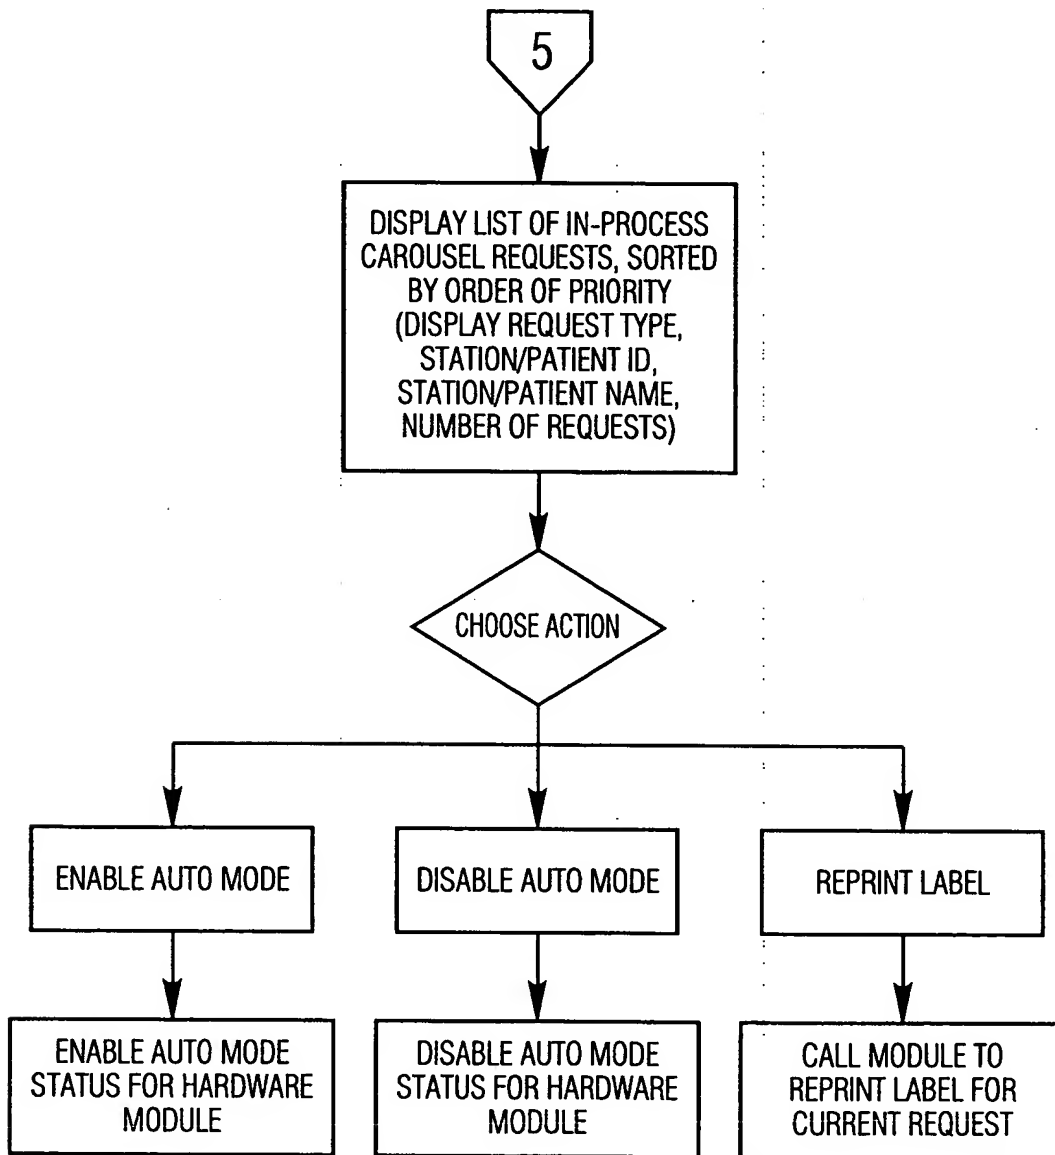 5
DISPLAY LIST OF IN-PROCESS
CAROUSEL REQUESTS, SORTED
BY ORDER OF PRIORITY
(DISPLAY REQUEST TYPE,
STATION/PATIENT ID,
STATION/PATIENT NAME,
NUMBER OF REQUESTS)
CHOOSE ACTION
ENABLE AUTO MODE
DISABLE AUTO MODE
REPRINT LABEL
ENABLE AUTO MODE
STATUS FOR HARDWARE
MODULE
DISABLE AUTO MODE
STATUS FOR HARDWARE
MODULE
CALL MODULE TO
REPRINT LABEL FOR
CURRENT REQUEST